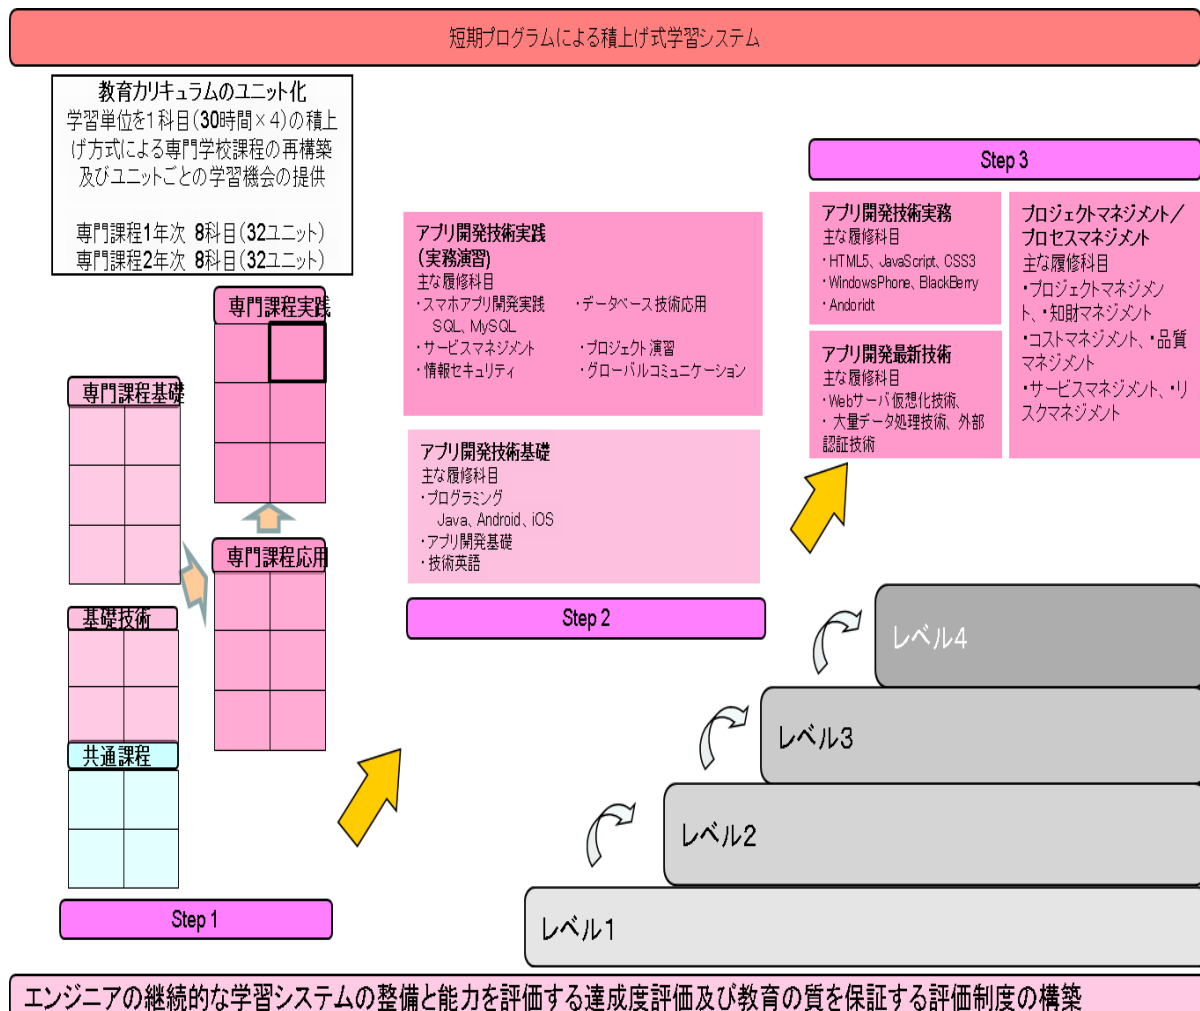 短期プログラムによる積上げ式学習システム
教育カリキュラムのユニット化
学習単位を1科目(30時間×4)の積上
げ方式による専門学校課程の再構築
及びユニットごとの学習機会の提供
専門課程1年次 8科目(32ユニット)
専門課程2年次 8科目(32ユニット)
専門課程実践
専門課程基礎
専門課程応用
基礎技術
共通課程
Step 1
アプリ開発技術実践
(実務演習)
主な履修科目
・スマホアプリ開発実践 ・データベース技術応用
SQL、MySQL
・サービスマネジメント ・プロジェクト演習
・情報セキュリティ ・グローバルコミュニケーション
アプリ開発技術基礎
主な履修科目
・プログラミング
Java、Android、iOS
・アプリ開発基礎
・技術英語
Step 2
Step 3
アプリ開発技術実務
主な履修科目
・HTML5、JavaScript、CSS3
・WindowsPhone、BlackBerry
・Andoridt
アプリ開発最新技術
主な履修科目
・Webサーバ仮想化技術、
・大量データ処理技術、外部
認証技術
プロジェクトマネジメント/
プロセスマネジメント
主な履修科目
・プロジェクトマネジメン
ト、・知財マネジメント
・コストマネジメント、・品質
マネジメント
・サービスマネジメント、・リ
スクマネジメント
レベル4
レベル3
レベル2
レベル1
エンジニアの継続的な学習システムの整備と能力を評価する達成度評価及び教育の質を保証する評価制度の構築